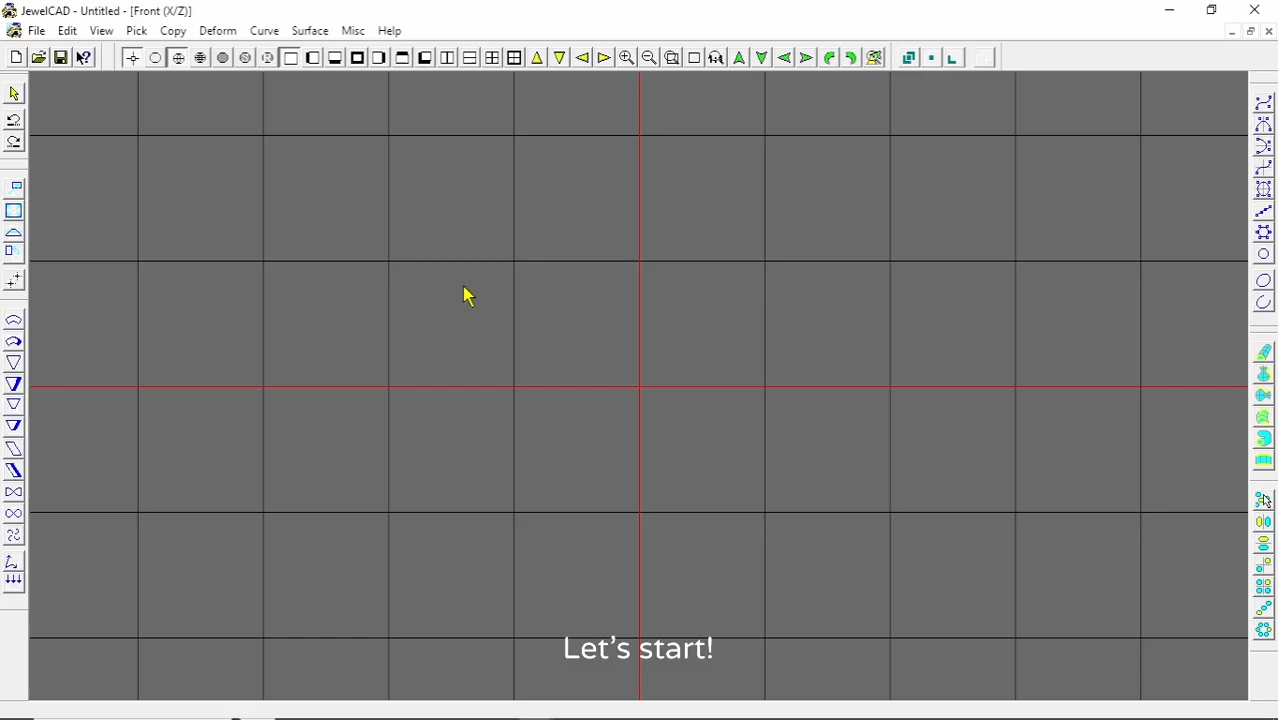 JewelCAD - Untitled - [Front (X/Z)]
File Edit View Pick Copy Deform Curve Surface Misc Help
Let's start!